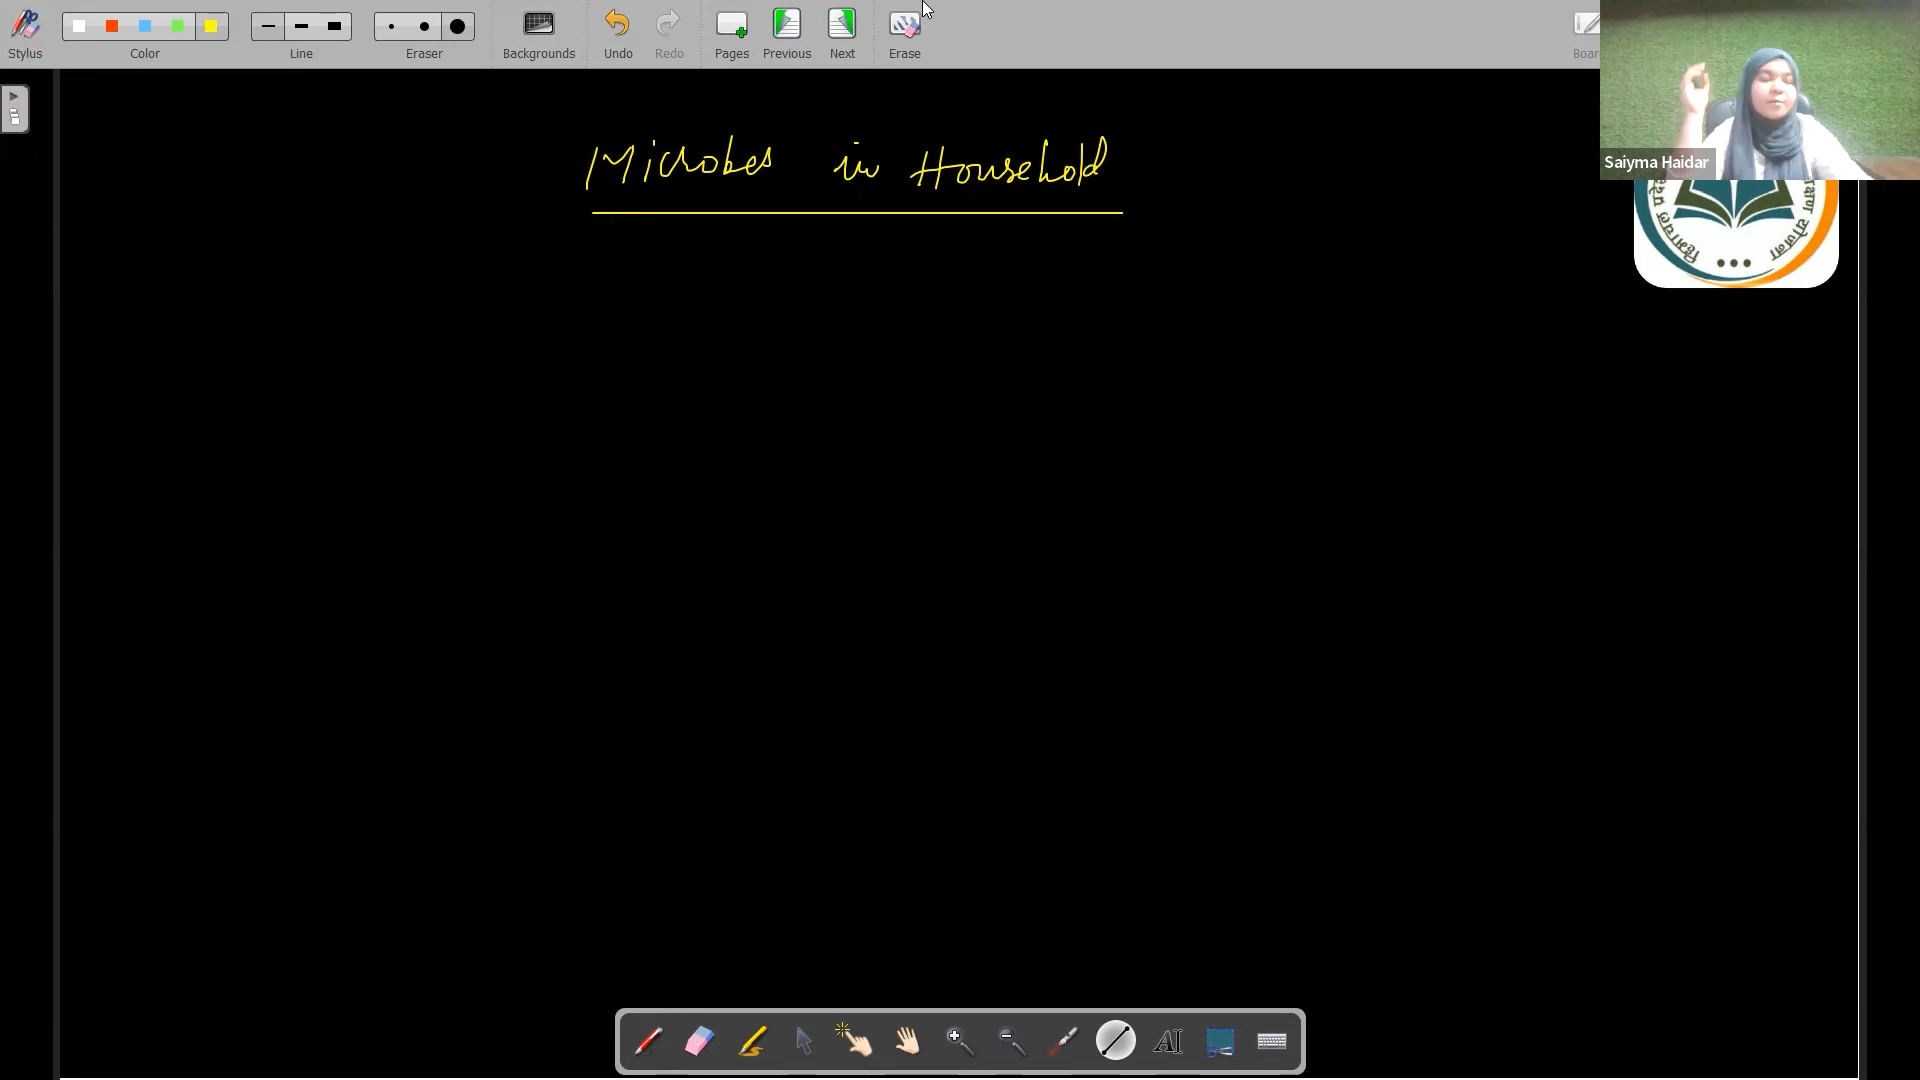 Stylus Color Line Eraser Backgrounds Undo Redo Pages Previous Next Erase
Saiyma Haidar
Microbes in Household